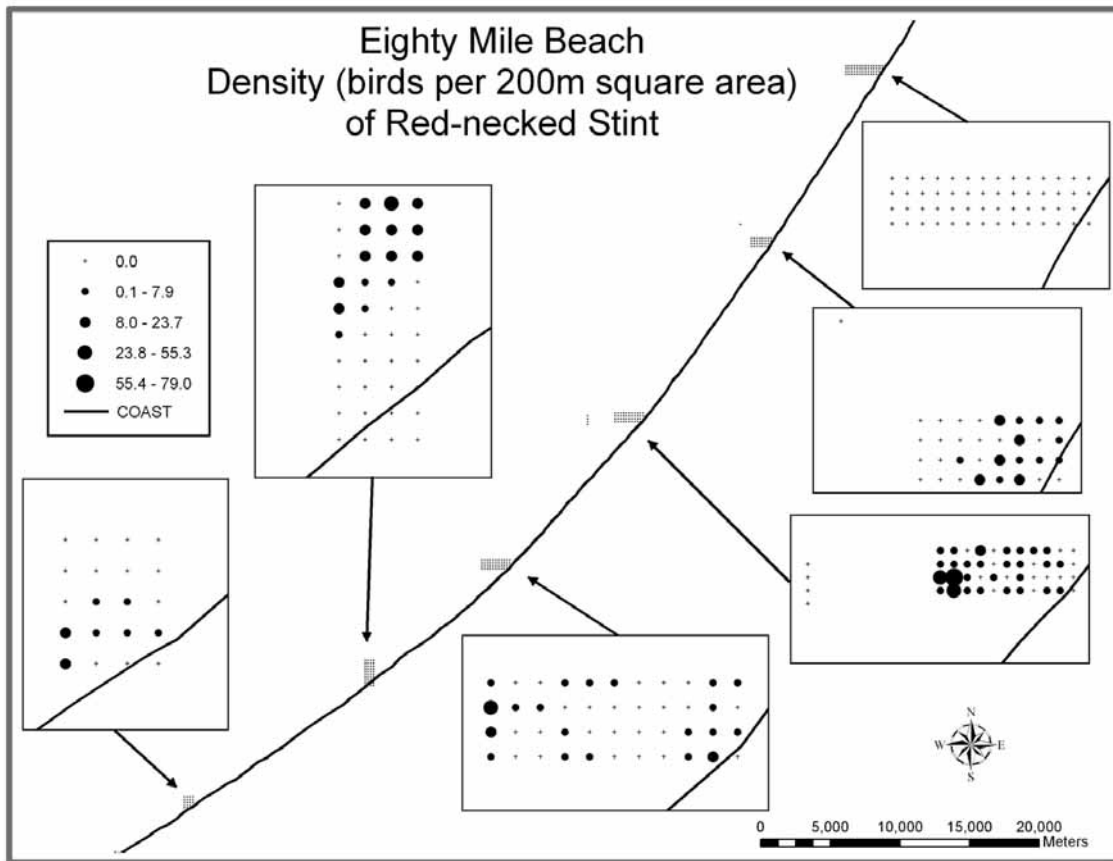 Eighty Mile Beach
Density (birds per 200m square area)
of Red-necked Stint
0.0
0.1 - 7.9
8.0 - 23.7
23.8 - 55.3
55.4 - 79.0
COAST
N
W E
S
0 5,000 10,000 15,000 20,000
Meters